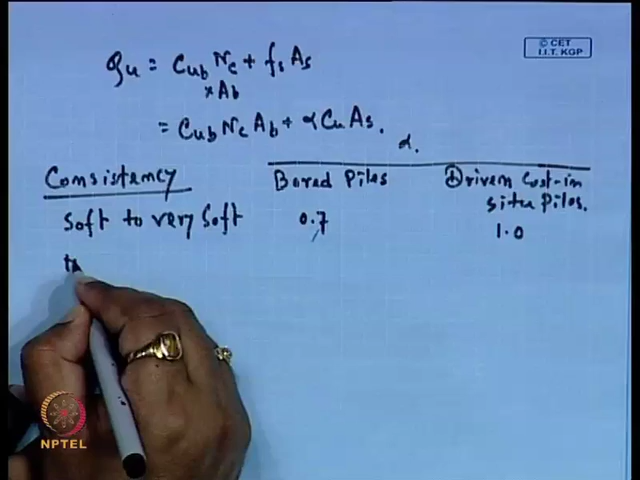 © CET
I.I.T. KGP
Qu = Cub Nc + fs As
× Ab
= Cub Nc Ab + α Cu As.
α.
Consistency Bored Piles Driven Cast-in
situ Piles.
Soft to very Soft 0.7 1.0
NPTEL